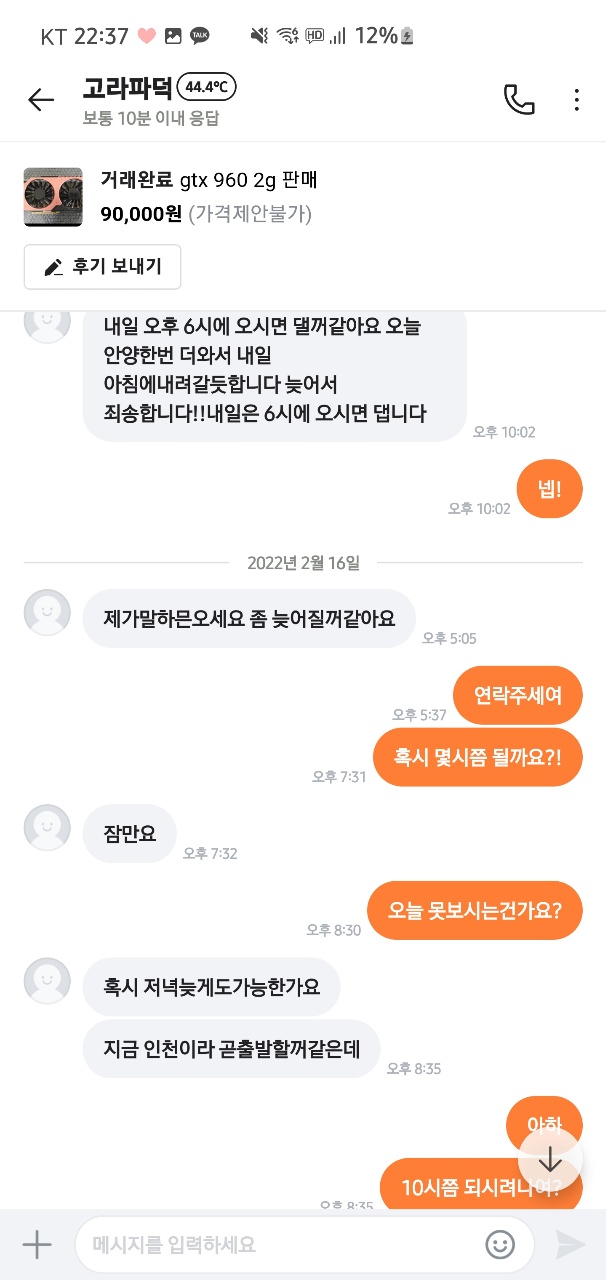 KT 22:37 TALK HD 12%
고라파덕 44.4℃
보통 10분 이내 응답
거래완료 gtx 960 2g 판매
90,000원 (가격제안불가)
후기 보내기
내일 오후 6시에 오시면 댈꺼같아요 오늘
안양한번 더와서 내일
아침에내려갈듯합니다 늦어서
죄송합니다!!내일은 6시에 오시면 댑니다
오후 10:02
넵!
오후 10:02
2022년 2월 16일
제가말하믄오세요 좀 늦어질꺼같아요
오후 5:05
연락주세여
오후 5:37
혹시 몇시쯤 될까요?!
오후 7:31
잠만요
오후 7:32
오늘 못보시는건가요?
오후 8:30
혹시 저녁늦게도가능한가요
지금 인천이라 곧출발할꺼같은데
오후 8:35
아하
10시쯤 되시려나여?
오후 8:35
메시지를 입력하세요